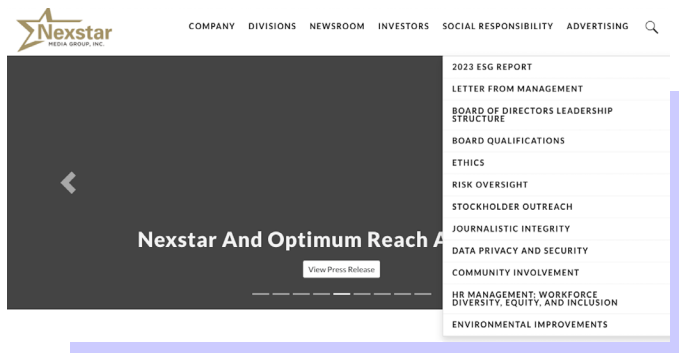 Nexstar
MEDIA GROUP, INC.
COMPANY DIVISIONS NEWSROOM INVESTORS SOCIAL RESPONSIBILITY ADVERTISING
2023 ESG REPORT
LETTER FROM MANAGEMENT
BOARD OF DIRECTORS LEADERSHIP
STRUCTURE
BOARD QUALIFICATIONS
ETHICS
RISK OVERSIGHT
STOCKHOLDER OUTREACH
JOURNALISTIC INTEGRITY
DATA PRIVACY AND SECURITY
COMMUNITY INVOLVEMENT
HR MANAGEMENT: WORKFORCE
DIVERSITY, EQUITY, AND INCLUSION
ENVIRONMENTAL IMPROVEMENTS
Nexstar And Optimum Reach A
View Press Release